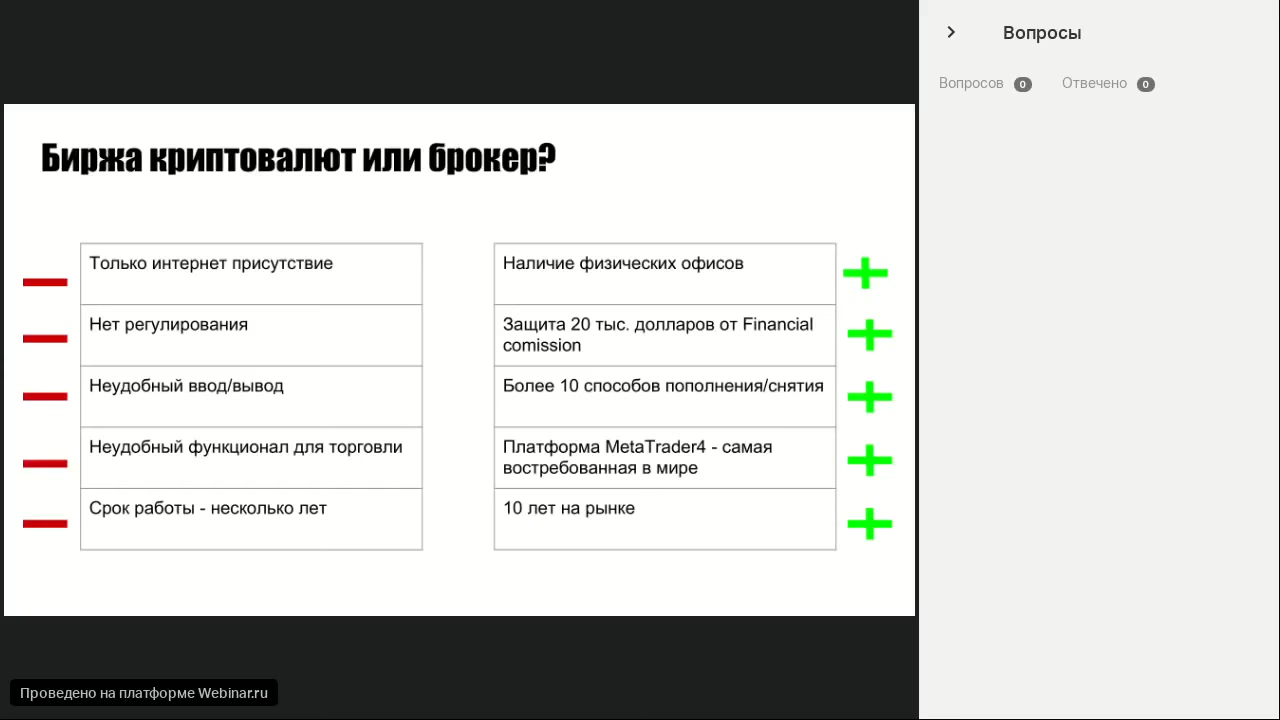 Вопросы
Вопросов 0 Отвечено 0
Биржа криптовалют или брокер?
Только интернет присутствие
Наличие физических офисов
Нет регулирования
Защита 20 тыс. долларов от Financial
comission
Неудобный ввод/вывод
Более 10 способов пополнения/снятия
Неудобный функционал для торговли
Платформа MetaTrader4 - самая
востребованная в мире
Срок работы - несколько лет
10 лет на рынке
Проведено на платформе Webinar.ru